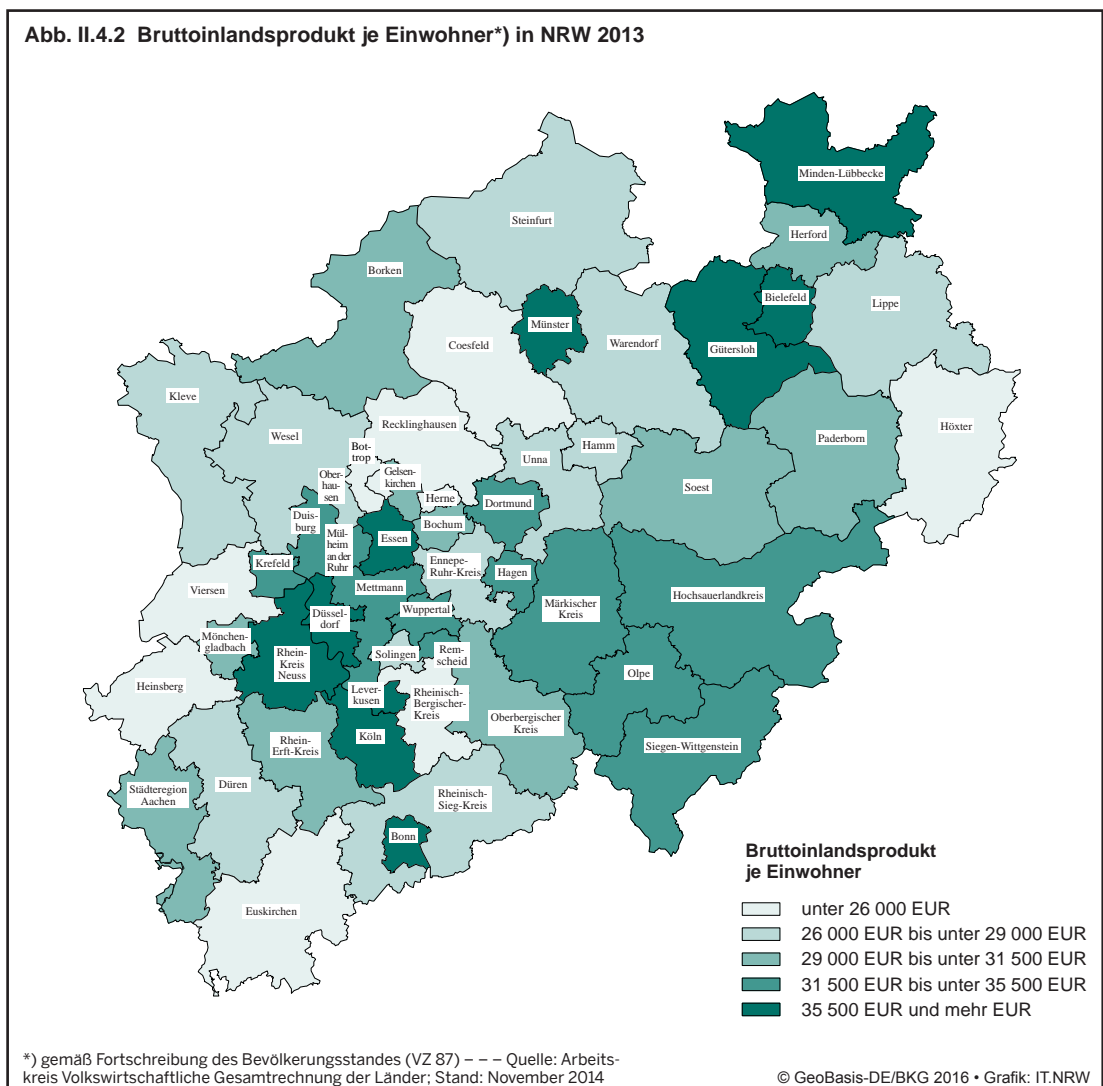 Abb. II.4.2 Bruttoinlandsprodukt je Einwohner*) in NRW 2013
Minden-Lübbecke
Steinfurt
Herford
Borken
Bielefeld
Lippe
Münster
Coesfeld
Warendorf
Gütersloh
Kleve
Recklinghausen
Höxter
Wesel
Bot-
trop
Hamm
Paderborn
Unna
Ober-
hau-
sen
Gelsen-
kirchen
Soest
Herne
Dortmund
Duis-
burg
Bochum
Essen
Mül-
heim
an der
Ruhr
Ennepe-
Ruhr-Kreis
Krefeld
Hagen
Viersen
Mettmann
Hochsauerlandkreis
Märkischer
Kreis
Wuppertal
Düssel-
dorf
Mönchen-
gladbach
Solingen
Rem-
scheid
Rhein-
Kreis
Neuss
Olpe
Heinsberg
Lever-
kusen
Rheinisch-
Bergischer-
Kreis
Oberbergischer
Kreis
Köln
Rhein-
Erft-Kreis
Siegen-Wittgenstein
Düren
Städteregion
Aachen
Rheinisch-
Sieg-Kreis
Bonn
Euskirchen
Bruttoinlandsprodukt
je Einwohner
unter 26 000 EUR
26 000 EUR bis unter 29 000 EUR
29 000 EUR bis unter 31 500 EUR
31 500 EUR bis unter 35 500 EUR
35 500 EUR und mehr EUR
*) gemäß Fortschreibung des Bevölkerungsstandes (VZ 87) – – – Quelle: Arbeits-
kreis Volkswirtschaftliche Gesamtrechnung der Länder; Stand: November 2014
© GeoBasis-DE/BKG 2016 • Grafik: IT.NRW